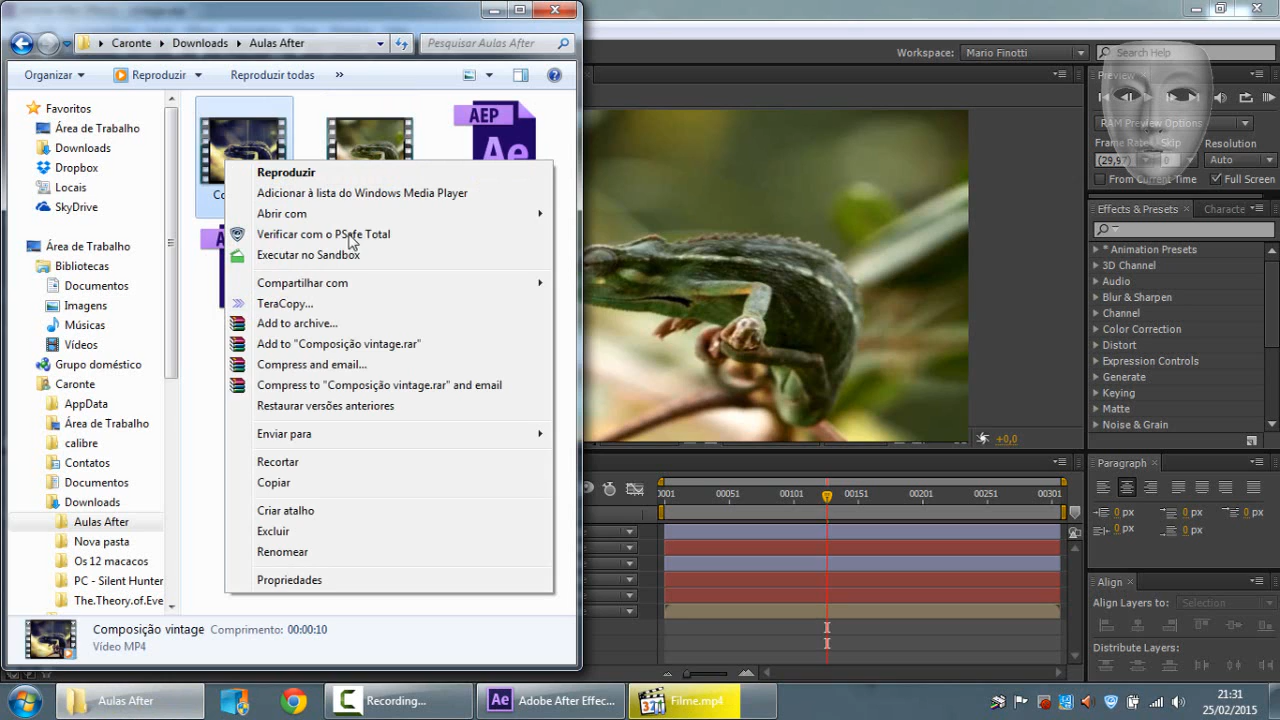 Caronte
Downloads
Aulas After
Pesquisar Aulas After
Organizar
Reproduzir
Reproduzir todas
»
Favoritos
Área de Trabalho
Downloads
Dropbox
Locais
SkyDrive
Área de Trabalho
Bibliotecas
Documentos
Imagens
Músicas
Vídeos
Grupo doméstico
Caronte
AppData
Área de Trabalho
calibre
Contatos
Documentos
Downloads
Aulas After
Nova pasta
Os 12 macacos
PC - Silent Hunter
The.Theory.of.Eve
AEP
Ae
Reproduzir
Adicionar à lista do Windows Media Player
Abrir com
Verificar com o PSafe Total
Executar no Sandbox
Compartilhar com
TeraCopy...
Add to archive...
Add to "Composição vintage.rar"
Compress and email...
Compress to "Composição vintage.rar" and email
Restaurar versões anteriores
Enviar para
Recortar
Copiar
Criar atalho
Excluir
Renomear
Propriedades
Composição vintage Comprimento: 00:00:10
Vídeo MP4
Workspace: Mario Finotti
Search Help
Preview
RAM Preview Options
Frame Rate Skip Resolution
(29,97) 0 Auto
From Current Time Full Screen
Effects & Presets
Characte
* Animation Presets
3D Channel
Audio
Blur & Sharpen
Channel
Color Correction
Distort
Expression Controls
Generate
Keying
Matte
Noise & Grain
+0,0
Paragraph
0 px 0 px 0 px
0 px 0 px
Align
Align Layers to: Selection
Distribute Layers:
0001 00051 00101 00151 00201 00251 00301
Aulas After
Recording...
Ae Adobe After Effec...
321
Filme.mp4
21:31
25/02/2015